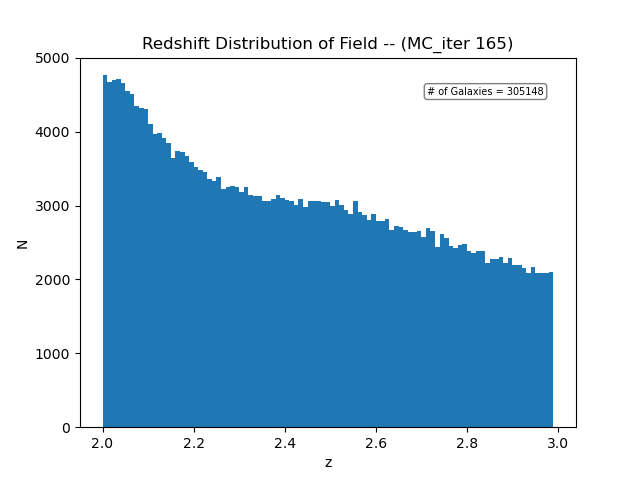 Redshift Distribution of Field -- (MC_iter 165)
# of Galaxies = 305148
5000
4000
3000
2000
1000
0
N
2.0 2.2 2.4 2.6 2.8 3.0
z